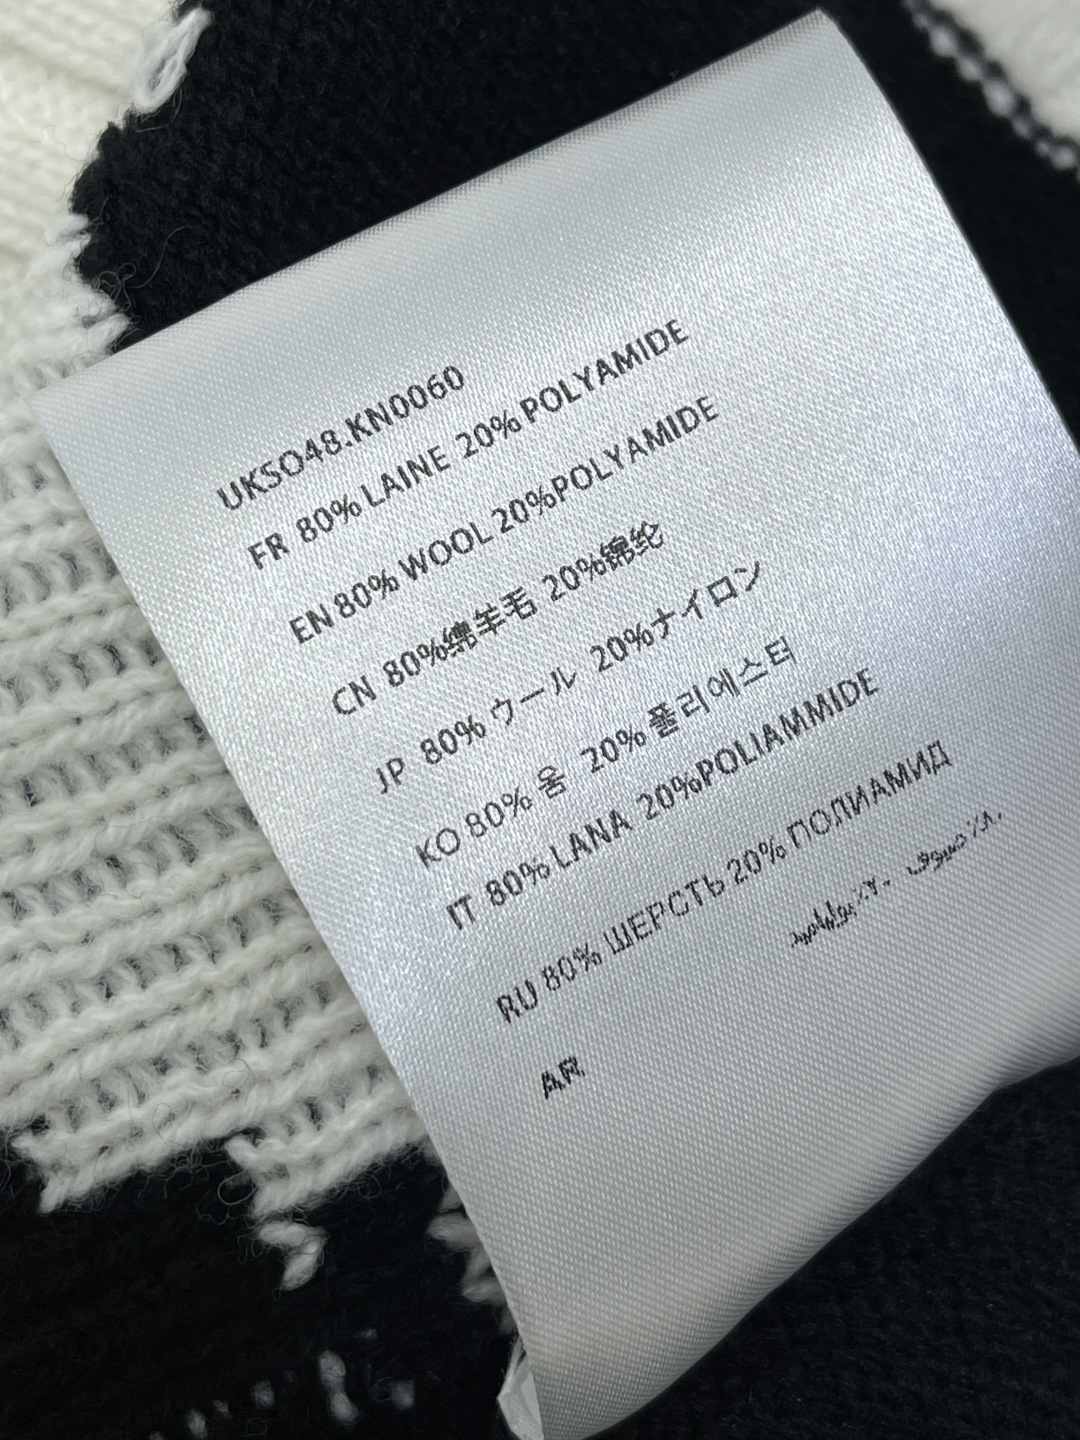 UKSO48.KN0060
FR 80% LAINE 20% POLYAMIDE
EN 80% WOOL 20%POLYAMIDE
CN 80%绵羊毛 20%锦纶
JP 80% ウール 20%ナイロン
KO 80% 옴 20% 폴리에스터
IT 80% LANA 20%POLIAMMIDE
RU 80% ШЕРСТЬ 20% ПОЛИАМИД
AR